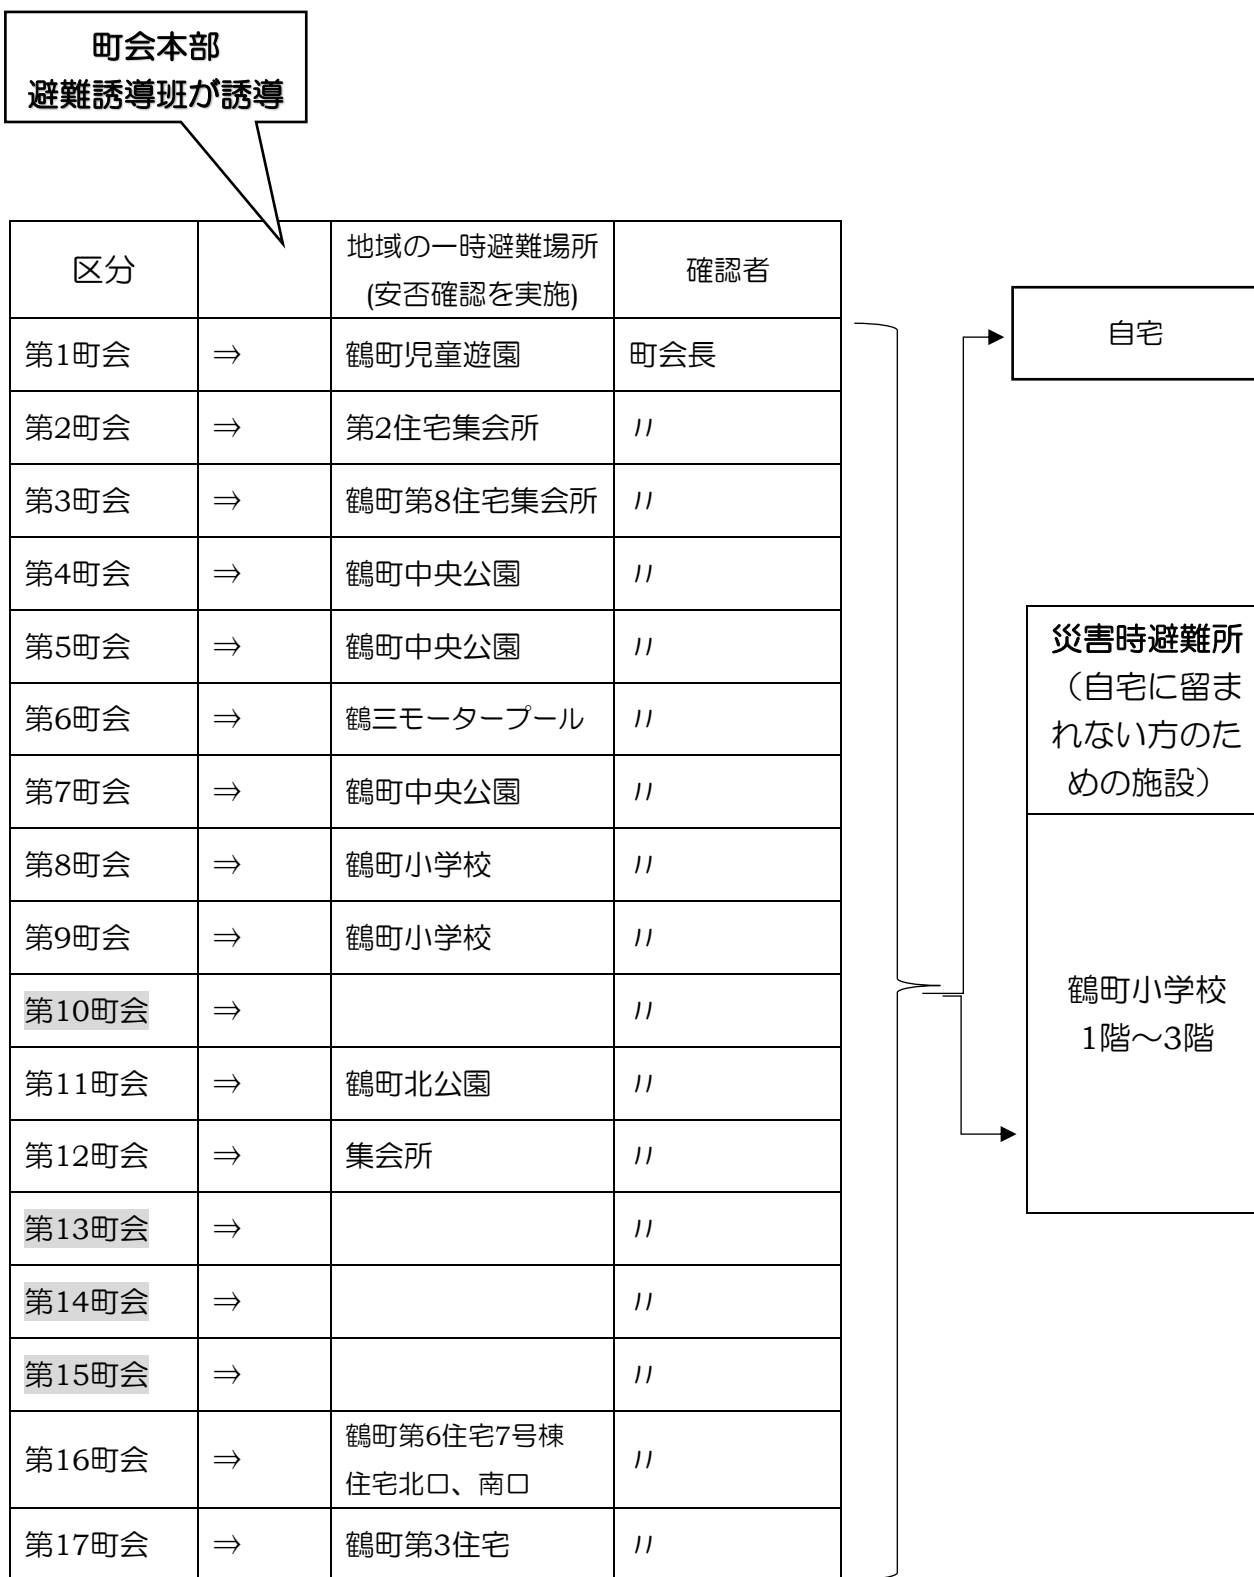 町会本部
避難誘導班が誘導
区分 地域の一時避難場所 確認者
(安否確認を実施)
第1町会 ⇒ 鶴町児童遊園 町会長
第2町会 ⇒ 第2住宅集会所 〃
第3町会 ⇒ 鶴町第8住宅集会所 〃
第4町会 ⇒ 鶴町中央公園 〃
第5町会 ⇒ 鶴町中央公園 〃
第6町会 ⇒ 鶴三モータープール 〃
第7町会 ⇒ 鶴町中央公園 〃
第8町会 ⇒ 鶴町小学校 〃
第9町会 ⇒ 鶴町小学校 〃
第10町会 ⇒ 〃
第11町会 ⇒ 鶴町北公園 〃
第12町会 ⇒ 集会所 〃
第13町会 ⇒ 〃
第14町会 ⇒ 〃
第15町会 ⇒ 〃
第16町会 ⇒ 鶴町第6住宅7号棟 〃
住宅北口、南口
第17町会 ⇒ 鶴町第3住宅 〃
自宅
災害時避難所
（自宅に留ま
れない方のた
めの施設）
鶴町小学校
1階～3階